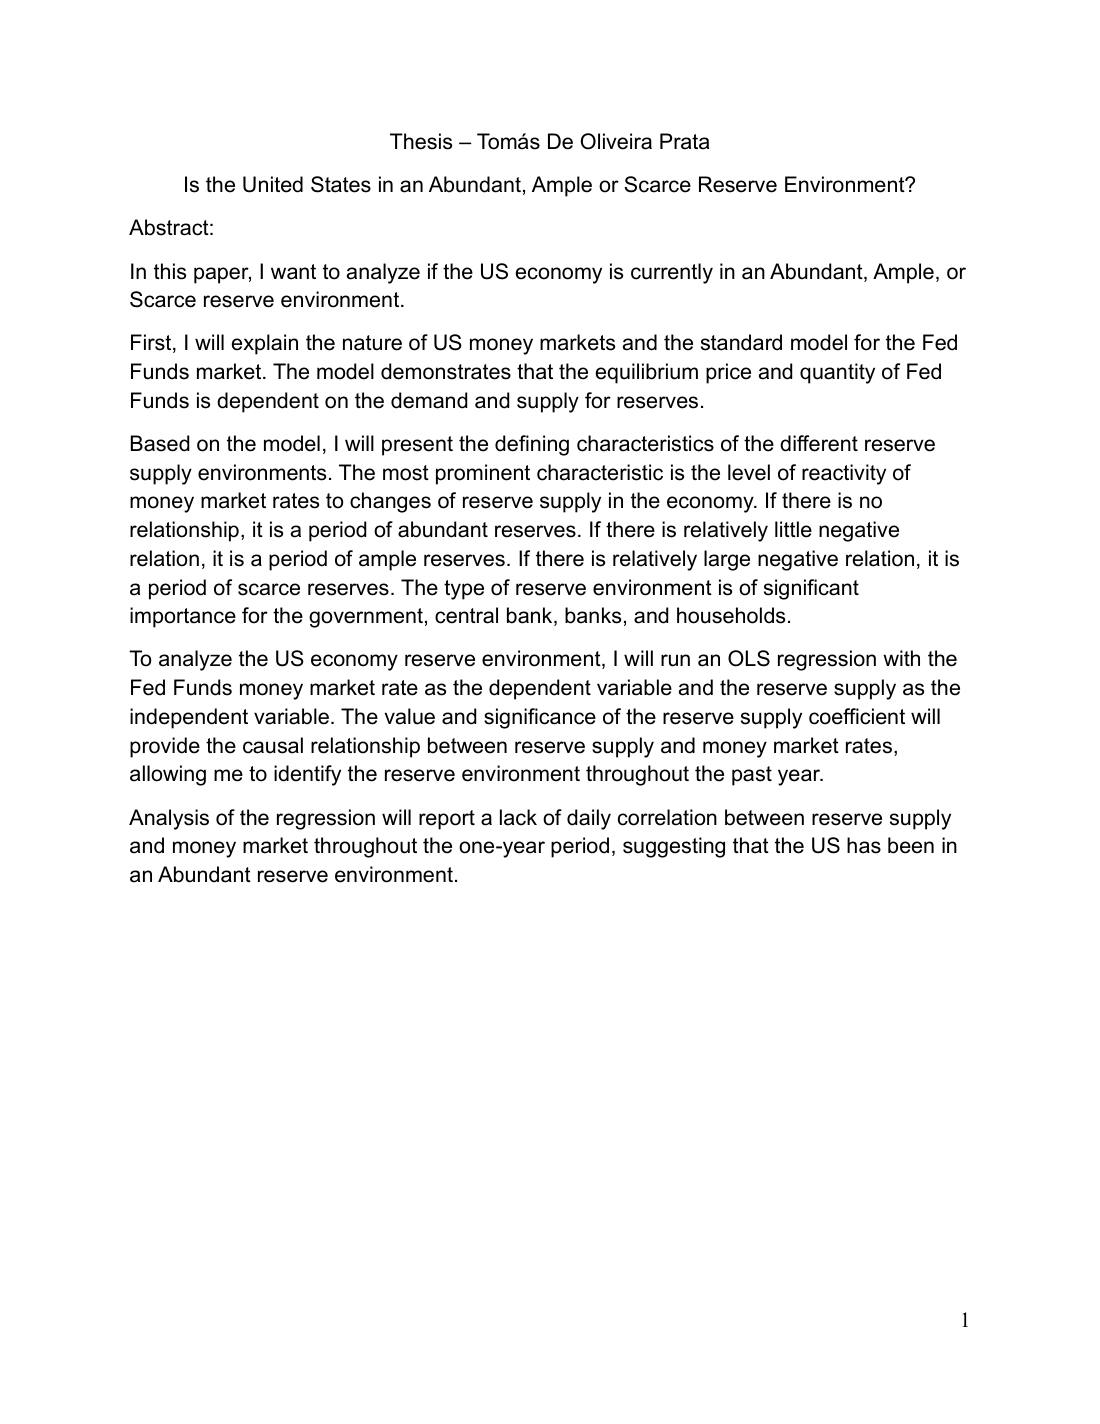 Thesis – Tomás De Oliveira Prata
Is the United States in an Abundant, Ample or Scarce Reserve Environment?
Abstract:
In this paper, I want to analyze if the US economy is currently in an Abundant, Ample, or
Scarce reserve environment.
First, I will explain the nature of US money markets and the standard model for the Fed
Funds market. The model demonstrates that the equilibrium price and quantity of Fed
Funds is dependent on the demand and supply for reserves.
Based on the model, I will present the defining characteristics of the different reserve
supply environments. The most prominent characteristic is the level of reactivity of
money market rates to changes of reserve supply in the economy. If there is no
relationship, it is a period of abundant reserves. If there is relatively little negative
relation, it is a period of ample reserves. If there is relatively large negative relation, it is
a period of scarce reserves. The type of reserve environment is of significant
importance for the government, central bank, banks, and households.
To analyze the US economy reserve environment, I will run an OLS regression with the
Fed Funds money market rate as the dependent variable and the reserve supply as the
independent variable. The value and significance of the reserve supply coefficient will
provide the causal relationship between reserve supply and money market rates,
allowing me to identify the reserve environment throughout the past year.
Analysis of the regression will report a lack of daily correlation between reserve supply
and money market throughout the one-year period, suggesting that the US has been in
an Abundant reserve environment.
1